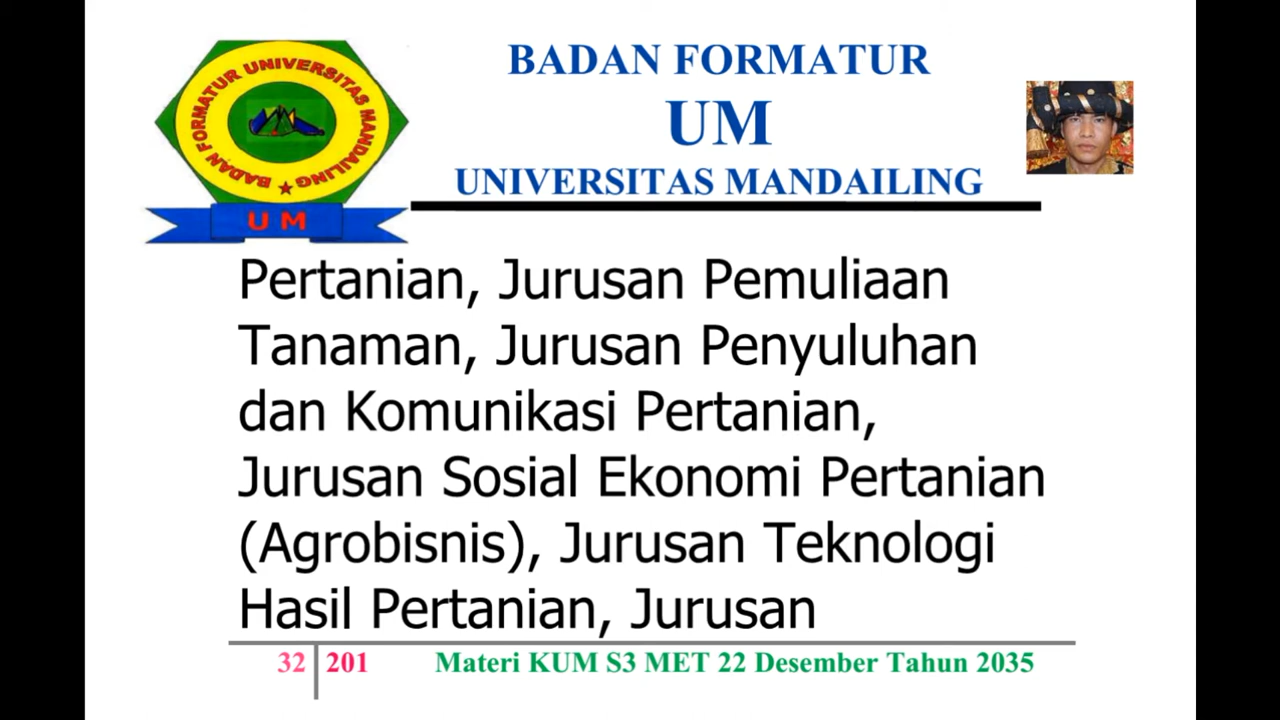 BADAN FORMATUR UNIVERSITAS MANDAILING
U M
BADAN FORMATUR
UM
UNIVERSITAS MANDAILING
Pertanian, Jurusan Pemuliaan
Tanaman, Jurusan Penyuluhan
dan Komunikasi Pertanian,
Jurusan Sosial Ekonomi Pertanian
(Agrobisnis), Jurusan Teknologi
Hasil Pertanian, Jurusan
32 201 Materi KUM S3 MET 22 Desember Tahun 2035